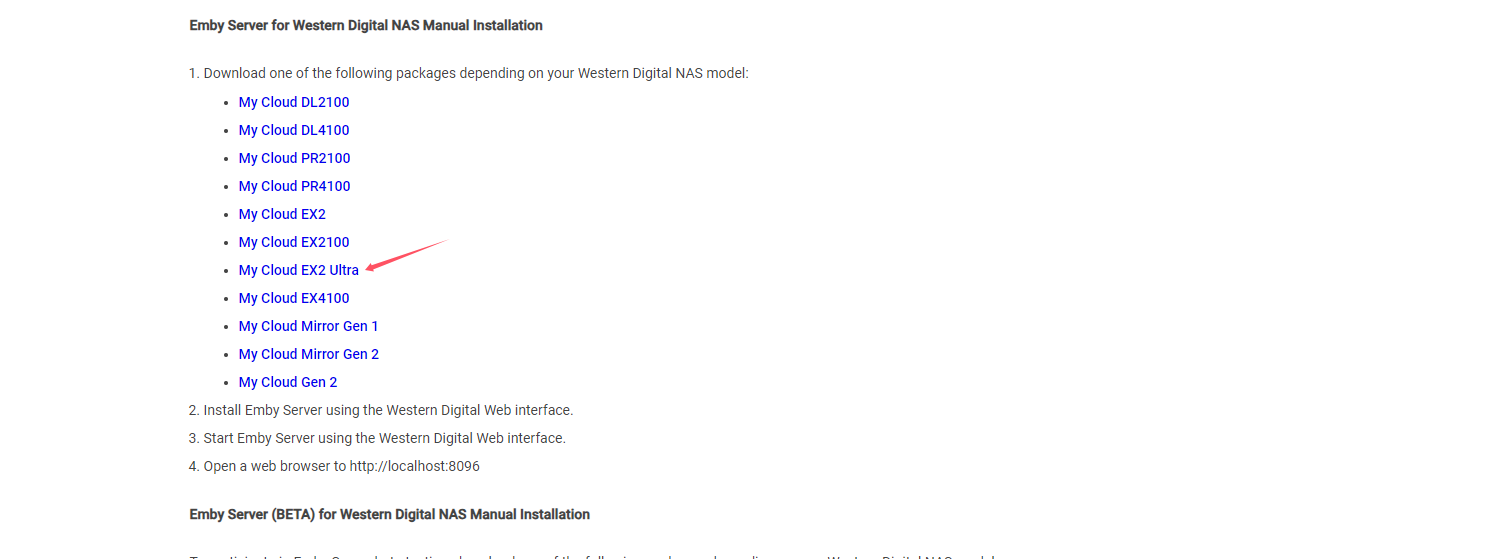 Emby Server for Western Digital NAS Manual Installation
1. Download one of the following packages depending on your Western Digital NAS model:
• My Cloud DL2100
• My Cloud DL4100
• My Cloud PR2100
• My Cloud PR4100
• My Cloud EX2
• My Cloud EX2100
• My Cloud EX2 Ultra
• My Cloud EX4100
• My Cloud Mirror Gen 1
• My Cloud Mirror Gen 2
• My Cloud Gen 2
2. Install Emby Server using the Western Digital Web interface.
3. Start Emby Server using the Western Digital Web interface.
4. Open a web browser to http://localhost:8096
Emby Server (BETA) for Western Digital NAS Manual Installation